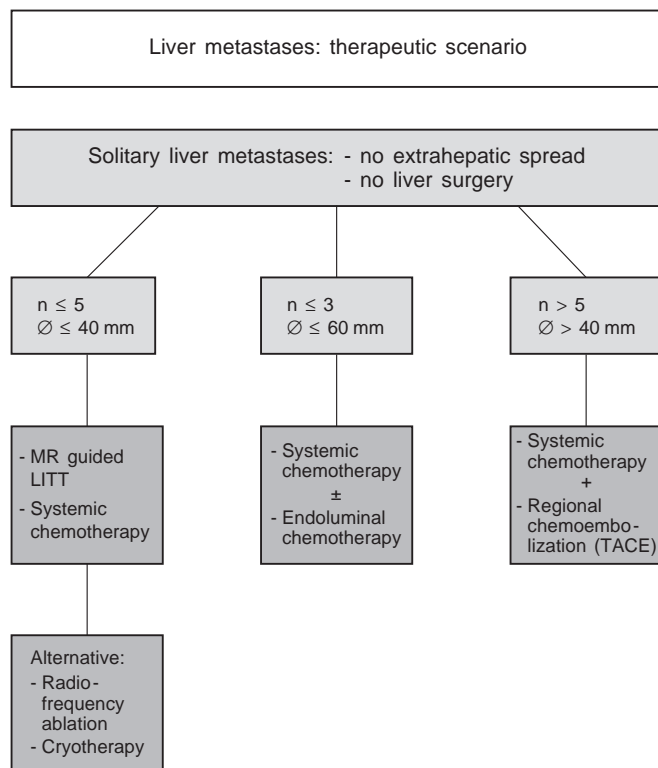 Liver metastases: therapeutic scenario
Solitary liver metastases: - no extrahepatic spread
- no liver surgery
n ≤ 5
∅ ≤ 40 mm
n ≤ 3
∅ ≤ 60 mm
n > 5
∅ > 40 mm
- MR guided
LITT
- Systemic
chemotherapy
- Systemic
chemotherapy
±
- Endoluminal
chemotherapy
- Systemic
chemotherapy
+
- Regional
chemoembo-
lization (TACE)
Alternative:
- Radio-
frequency
ablation
- Cryotherapy